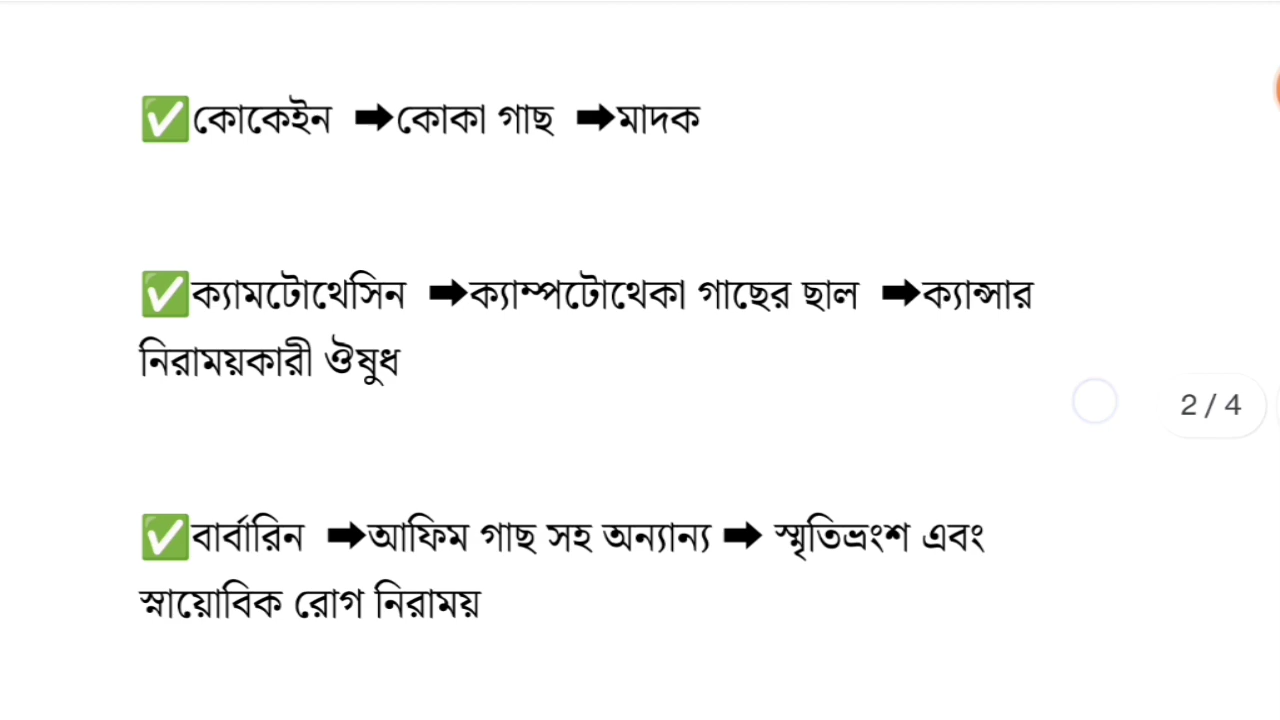 ✅কোকেইন ➡কোকা গাছ ➡মাদক
✅ক্যামটোথেসিন ➡ক্যাম্পটোথেকা গাছের ছাল ➡ক্যান্সার
নিরাময়কারী ঔষুধ
2 / 4
✅বার্বারিন ➡আফিম গাছ সহ অন্যান্য ➡ স্মৃতিভ্রংশ এবং
স্নায়োবিক রোগ নিরাময়